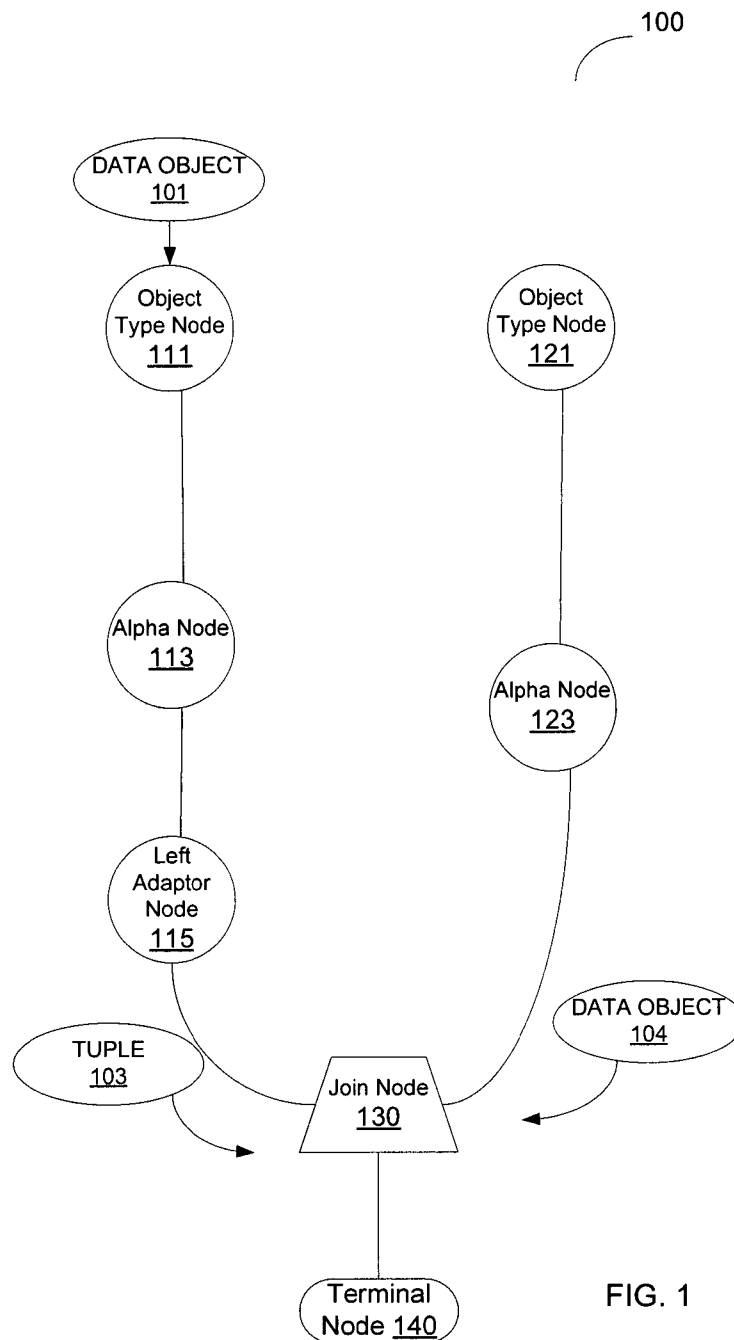 100
DATA OBJECT
101
Object
Type Node
111
Object
Type Node
121
Alpha Node
113
Alpha Node
123
Left
Adaptor
Node
115
DATA OBJECT
104
TUPLE
103
Join Node
130
Terminal
Node 140
FIG. 1